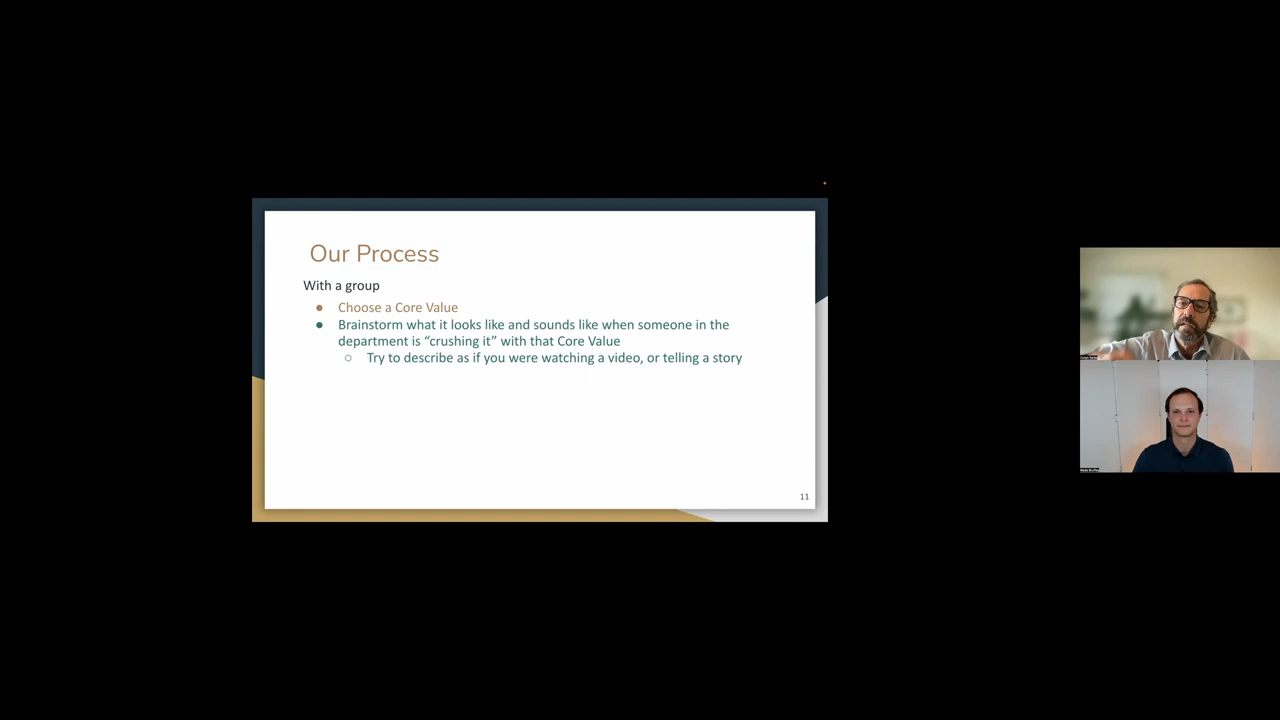 Our Process
With a group
● Choose a Core Value
● Brainstorm what it looks like and sounds like when someone in the
department is “crushing it” with that Core Value
○ Try to describe as if you were watching a video, or telling a story
11